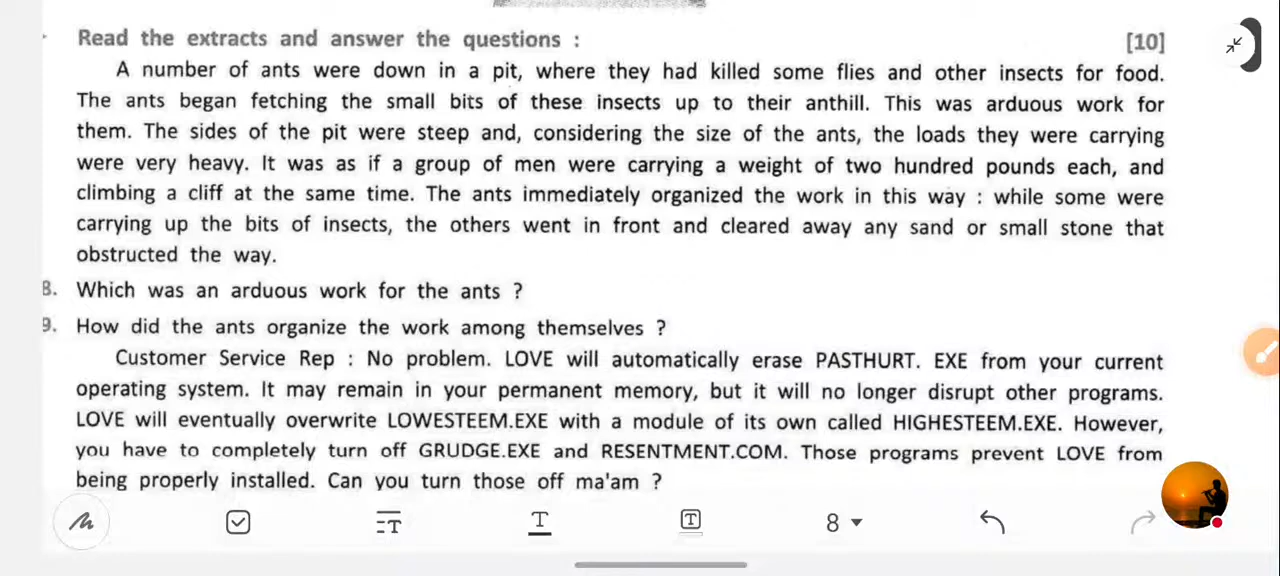 Read the extracts and answer the questions : [10]
A number of ants were down in a pit, where they had killed some flies and other insects for food.
The ants began fetching the small bits of these insects up to their anthill. This was arduous work for
them. The sides of the pit were steep and, considering the size of the ants, the loads they were carrying
were very heavy. It was as if a group of men were carrying a weight of two hundred pounds each, and
climbing a cliff at the same time. The ants immediately organized the work in this way : while some were
carrying up the bits of insects, the others went in front and cleared away any sand or small stone that
obstructed the way.
8. Which was an arduous work for the ants ?
9. How did the ants organize the work among themselves ?
Customer Service Rep : No problem. LOVE will automatically erase PASTHURT. EXE from your current
operating system. It may remain in your permanent memory, but it will no longer disrupt other programs.
LOVE will eventually overwrite LOWESTEEM.EXE with a module of its own called HIGHESTEEM.EXE. However,
you have to completely turn off GRUDGE.EXE and RESENTMENT.COM. Those programs prevent LOVE from
being properly installed. Can you turn those off ma'am ?
T T T 8